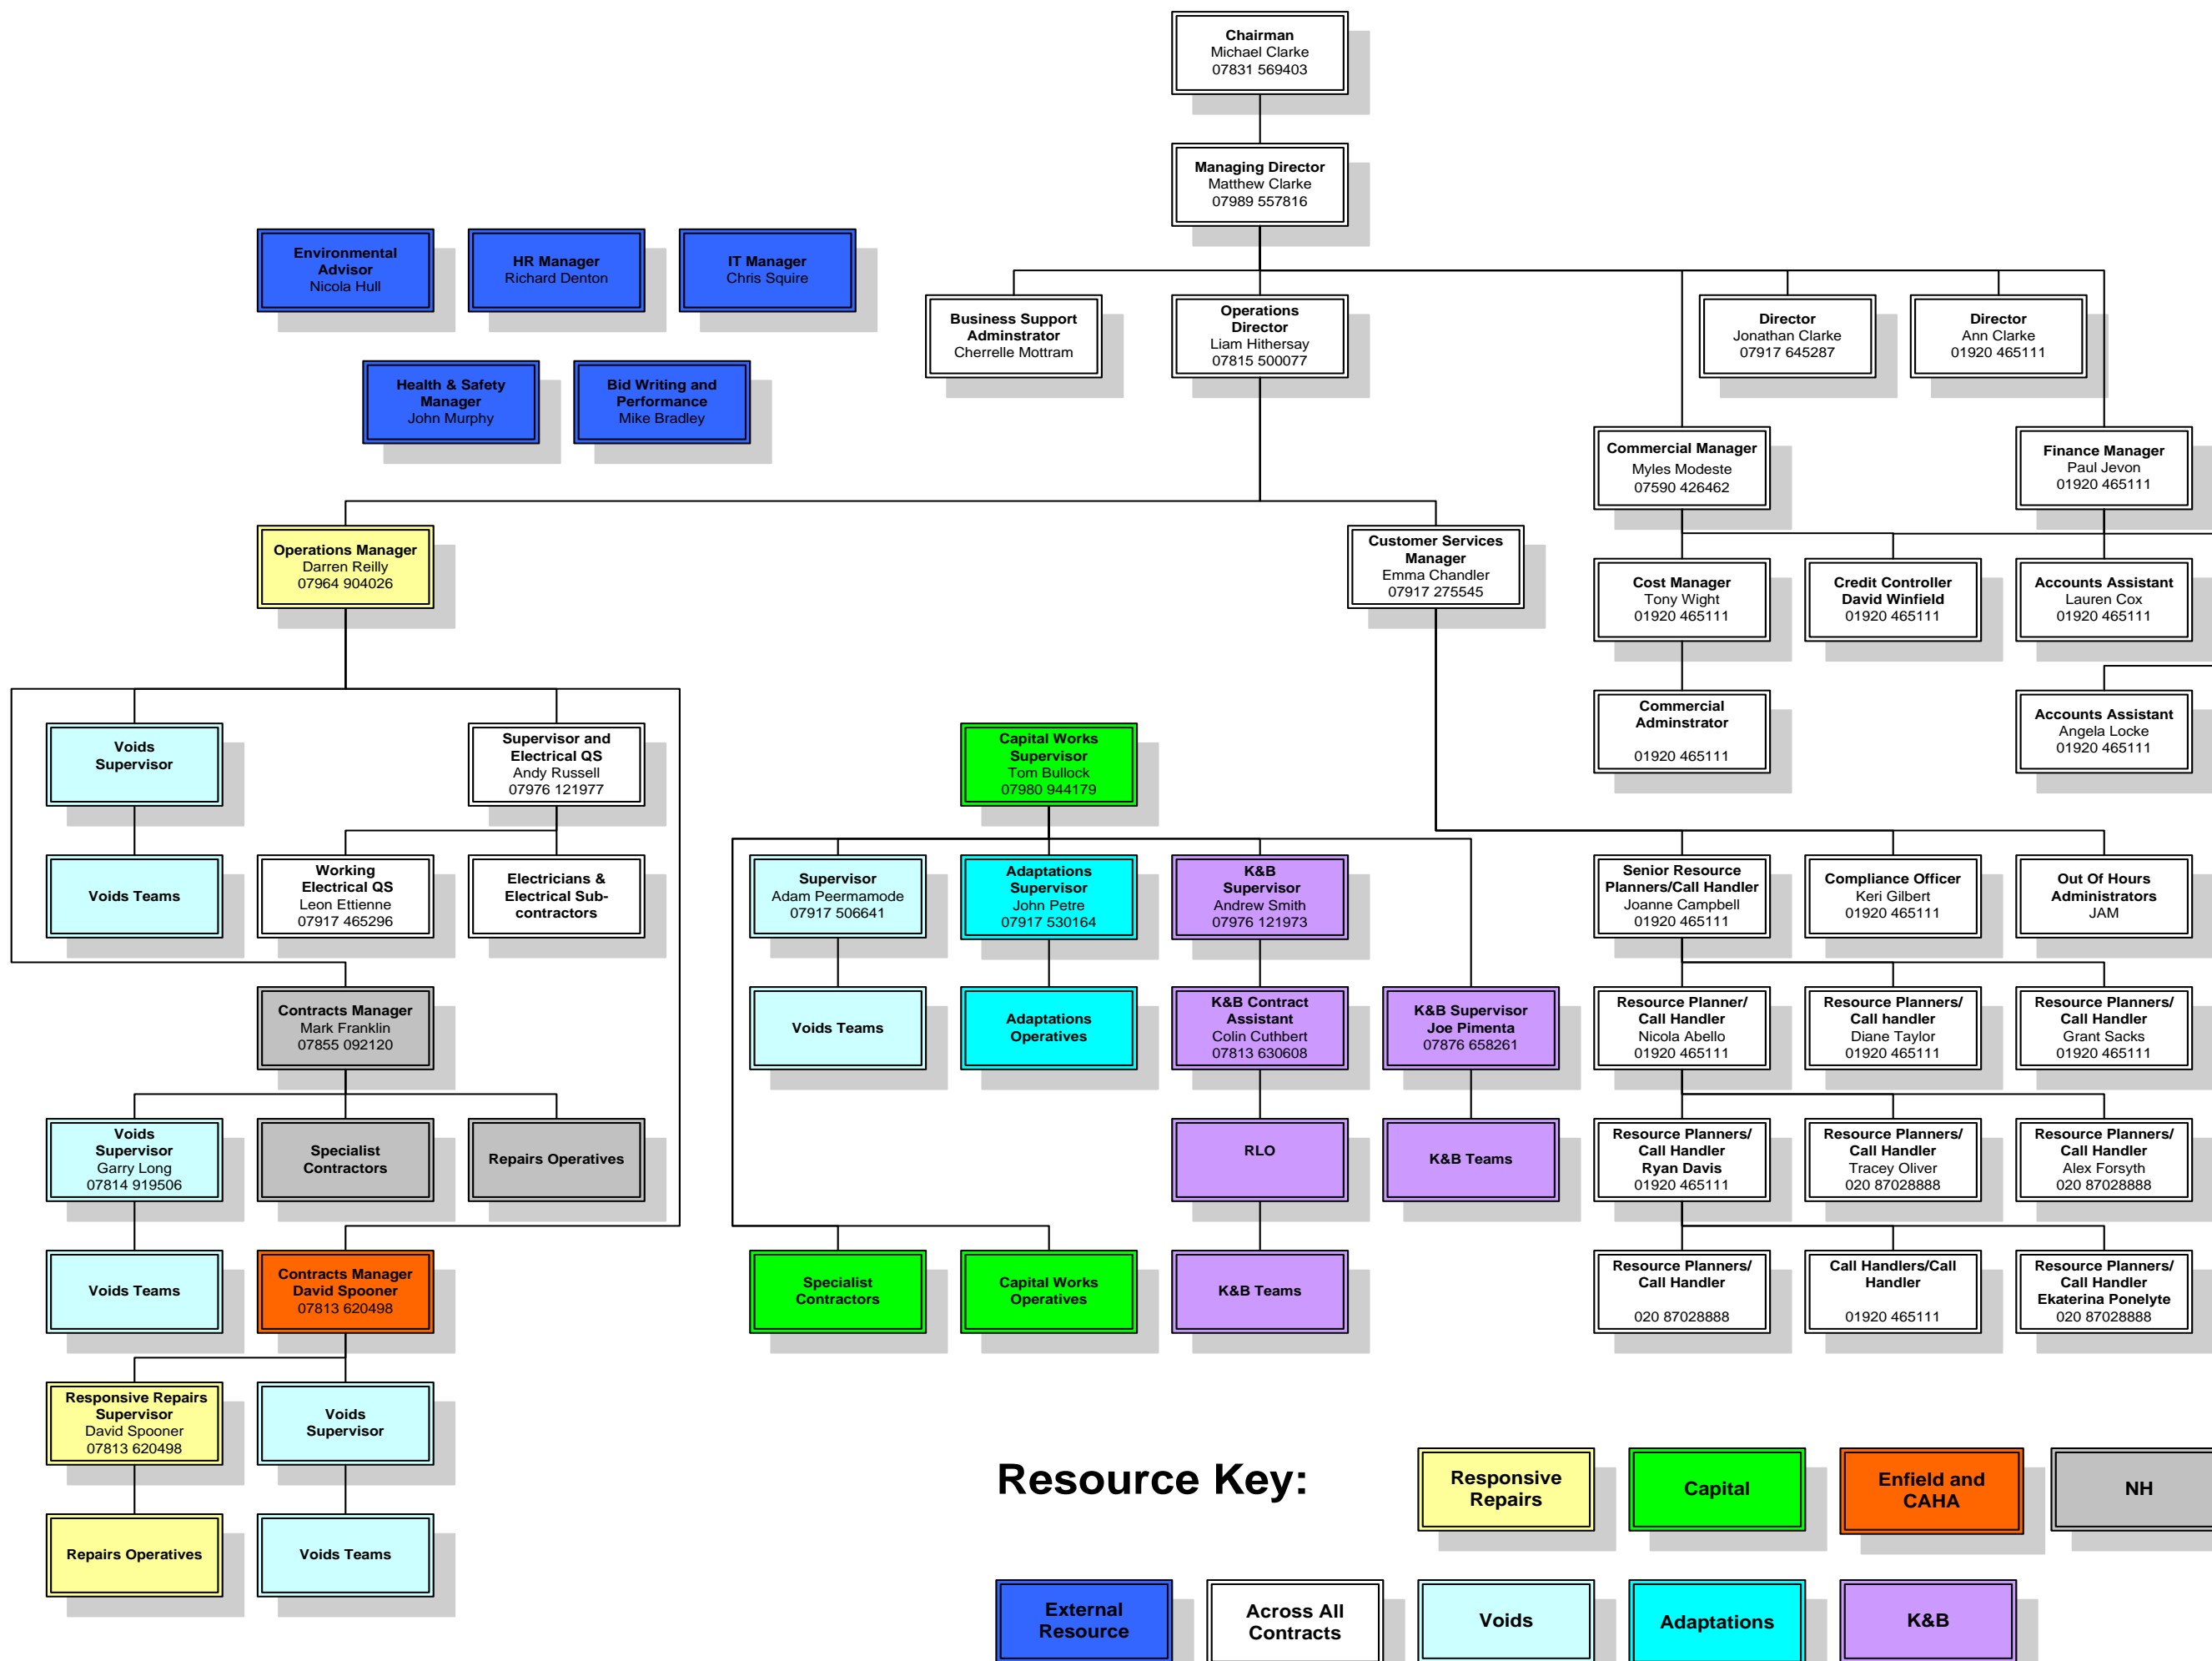 Chairman
Michael Clarke
07831 569403
Managing Director
Matthew Clarke
07989 557816
Environmental
Advisor
Nicola Hull
HR Manager
Richard Denton
IT Manager
Chris Squire
Business Support
Adminstrator
Cherrelle Mottram
Operations
Director
Liam Hithersay
07815 500077
Director
Jonathan Clarke
07917 645287
Director
Ann Clarke
01920 465111
Health & Safety
Manager
John Murphy
Bid Writing and
Performance
Mike Bradley
Commercial Manager
Myles Modeste
07590 426462
Finance Manager
Paul Jevon
01920 465111
Operations Manager
Darren Reilly
07964 904026
Customer Services
Manager
Emma Chandler
07917 275545
Cost Manager
Tony Wight
01920 465111
Credit Controller
David Winfield
01920 465111
Accounts Assistant
Lauren Cox
01920 465111
Voids
Supervisor
Supervisor and
Electrical QS
Andy Russell
07976 121977
Capital Works
Supervisor
Tom Bullock
07980 944179
Commercial
Adminstrator
01920 465111
Accounts Assistant
Angela Locke
01920 465111
Voids Teams
Working
Electrical QS
Leon Ettienne
07917 465296
Electricians &
Electrical Sub-
contractors
Supervisor
Adam Peermamode
07917 506641
Adaptations
Supervisor
John Petre
07917 530164
K&B
Supervisor
Andrew Smith
07976 121973
Senior Resource
Planners/Call Handler
Joanne Campbell
01920 465111
Compliance Officer
Keri Gilbert
01920 465111
Out Of Hours
Administrators
JAM
Contracts Manager
Mark Franklin
07855 092120
Voids Teams
Adaptations
Operatives
K&B Contract
Assistant
Colin Cuthbert
07813 630608
K&B Supervisor
Joe Pimenta
07876 658261
Resource Planner/
Call Handler
Nicola Abello
01920 465111
Resource Planners/
Call handler
Diane Taylor
01920 465111
Resource Planners/
Call Handler
Grant Sacks
01920 465111
Voids
Supervisor
Garry Long
07814 919506
Specialist
Contractors
Repairs Operatives
RLO
K&B Teams
Resource Planners/
Call Handler
Ryan Davis
01920 465111
Resource Planners/
Call Handler
Tracey Oliver
020 87028888
Resource Planners/
Call Handler
Alex Forsyth
020 87028888
Voids Teams
Contracts Manager
David Spooner
07813 620498
Specialist
Contractors
Capital Works
Operatives
K&B Teams
Resource Planners/
Call Handler
020 87028888
Call Handlers/Call
Handler
01920 465111
Resource Planners/
Call Handler
Ekaterina Ponelyte
020 87028888
Responsive Repairs
Supervisor
David Spooner
07813 620498
Voids
Supervisor
Repairs Operatives
Voids Teams
Resource Key:
Responsive
Repairs
Capital
Enfield and
CAHA
NH
External
Resource
Across All
Contracts
Voids
Adaptations
K&B